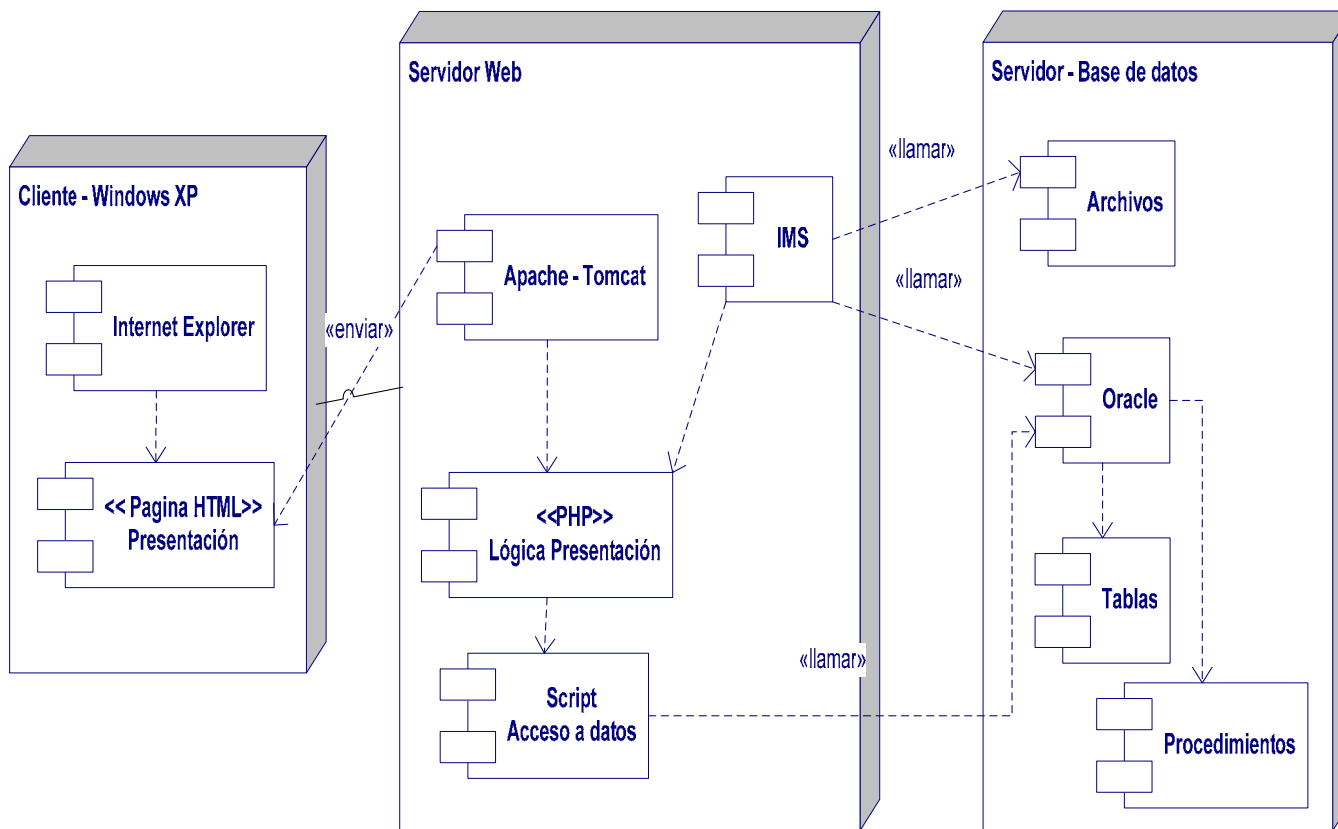 Servidor Web
Servidor - Base de datos
«llamar»
Cliente - Windows XP
Archivos
IMS
Apache - Tomcat
«llamar»
Internet Explorer
«enviar»
Oracle
<< Pagina HTML>>
Presentación
<<PHP>>
Lógica Presentación
Tablas
«llamar»
Script
Acceso a datos
Procedimientos